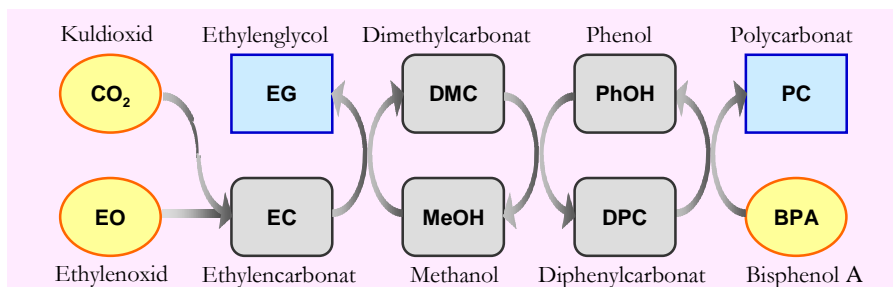 Kuldioxid Ethylenglycol Dimethylcarbonat Phenol Polycarbonat
CO₂ EG DMC PhOH PC
EO EC MeOH DPC BPA
Ethylenoxid Ethylencarbonat Methanol Diphenylcarbonat Bisphenol A